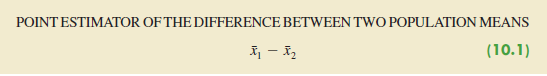 POINT ESTIMATOR OF THE DIFFERENCE BETWEEN TWO POPULATION MEANS
x̄₁ − x̄₂ (10.1)